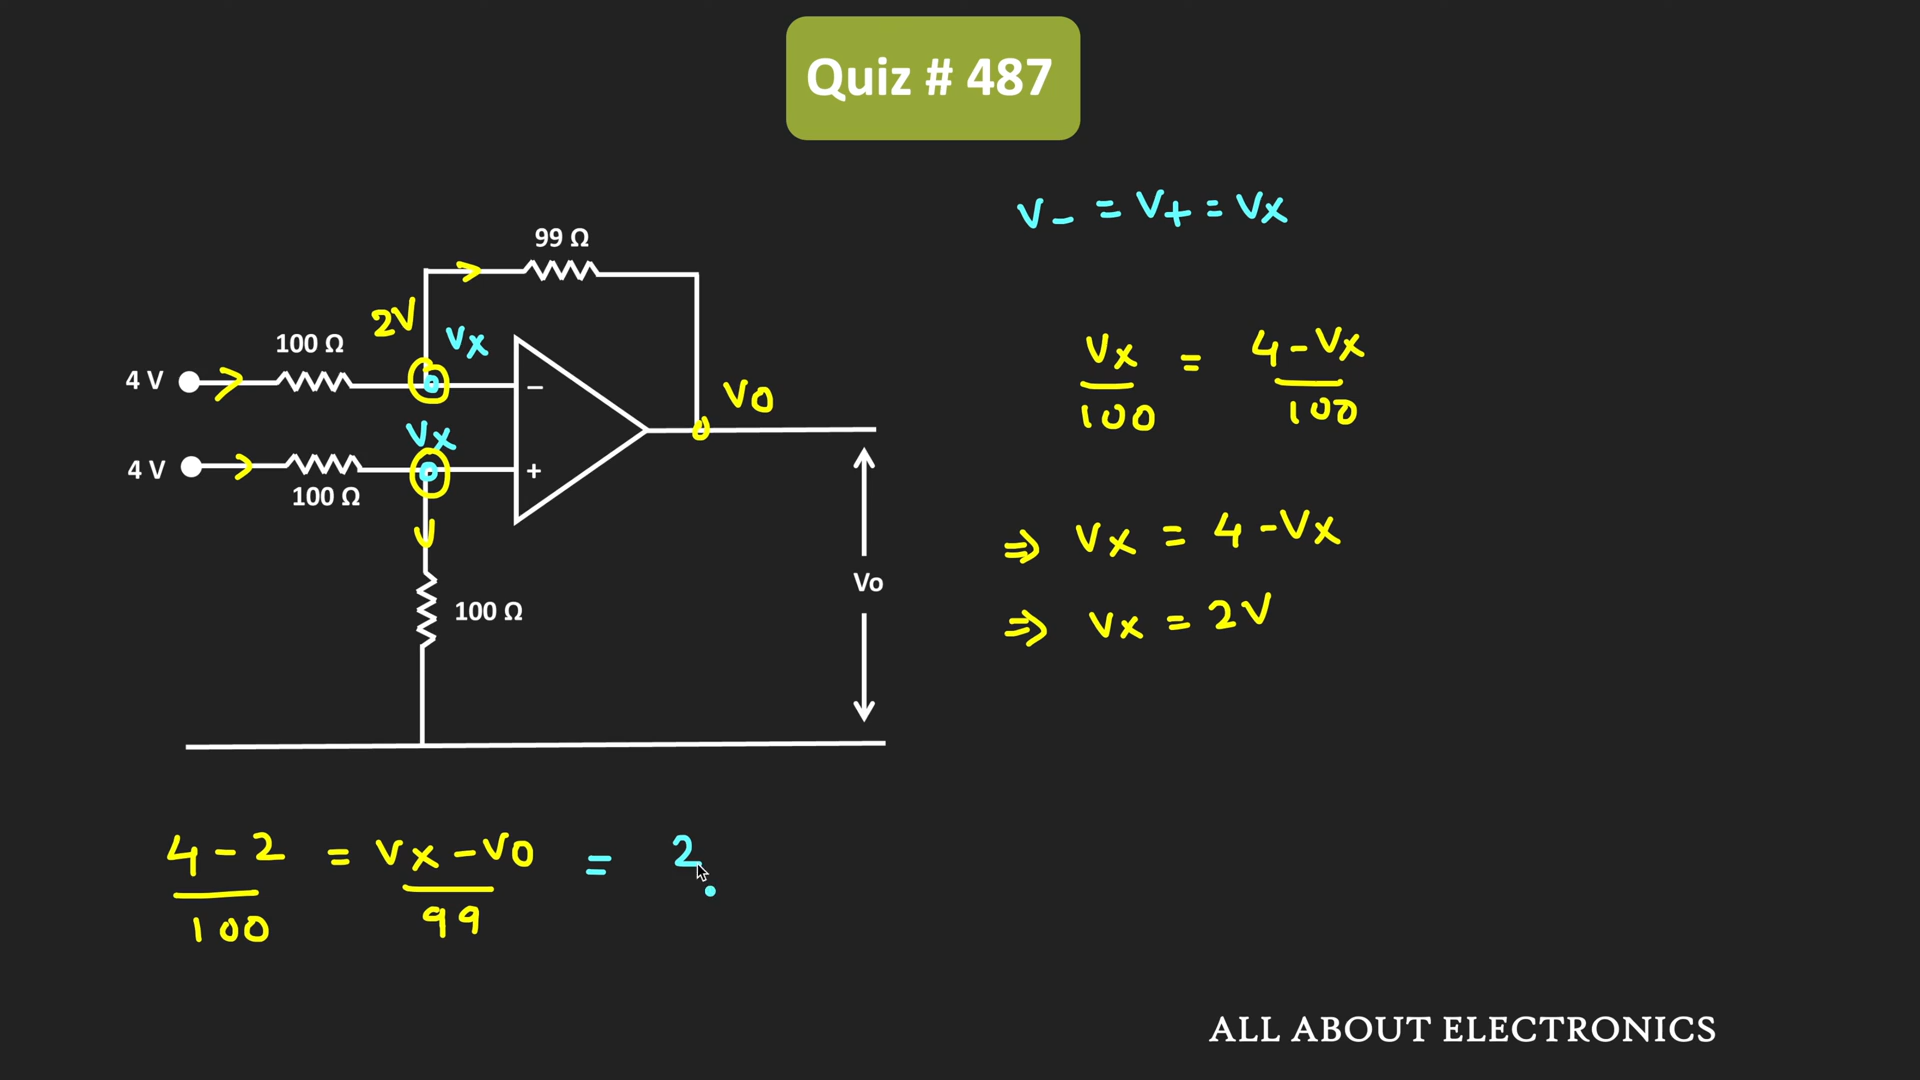 Quiz # 487
V- = V+ = Vx
99 Ω
2V
Vx
100 Ω
4 V
−
Vo
Vx
4 V
+
100 Ω
Vx/100 = 4-Vx/100
⇒ Vx = 4-Vx
Vo
100 Ω
⇒ Vx = 2V
4-2/100 = Vx-Vo/99 = 2
ALL ABOUT ELECTRONICS